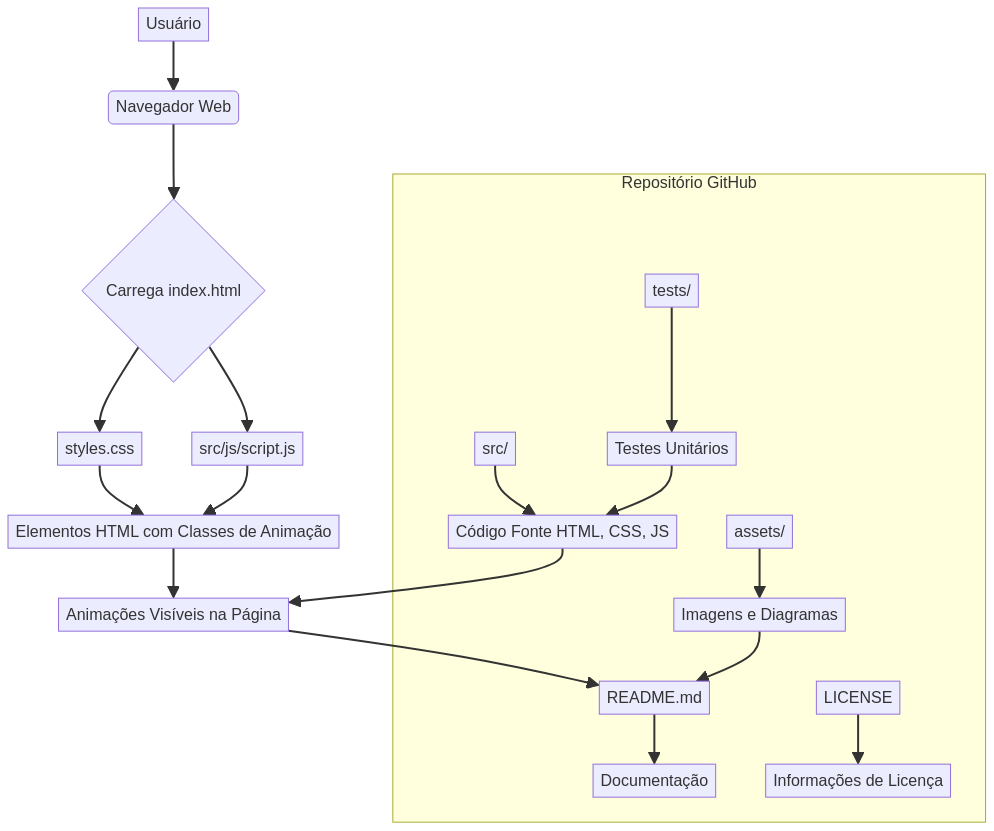 Usuário
Navegador Web
Repositório GitHub
Carrega index.html
tests/
styles.css
src/js/script.js
src/
Testes Unitários
Elementos HTML com Classes de Animação
Código Fonte HTML, CSS, JS
assets/
Animações Visíveis na Página
Imagens e Diagramas
README.md
LICENSE
Documentação
Informações de Licença